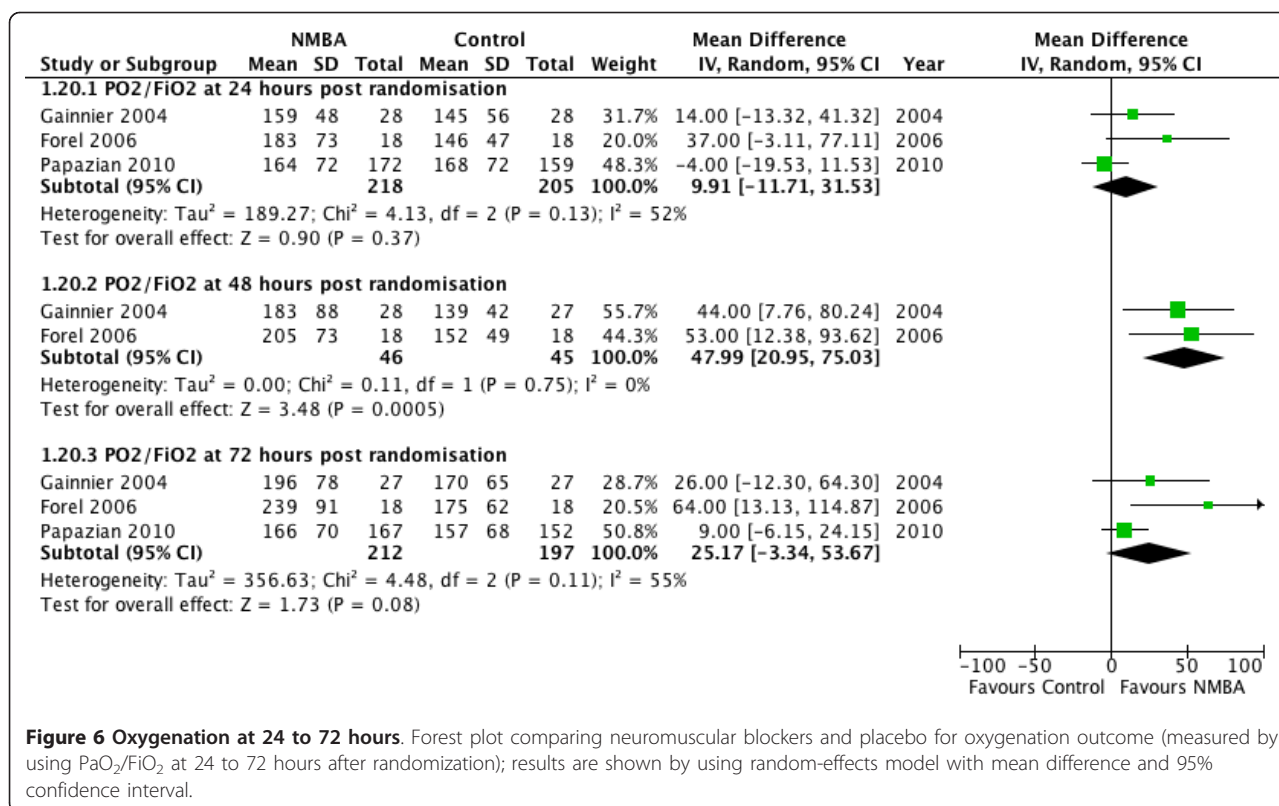 NMBA Control Mean Difference Mean Difference
Study or Subgroup Mean SD Total Mean SD Total Weight IV, Random, 95% CI Year IV, Random, 95% CI
1.20.1 PO2/FiO2 at 24 hours post randomisation
Gainnier 2004 159 48 28 145 56 28 31.7% 14.00 [-13.32, 41.32] 2004
Forel 2006 183 73 18 146 47 18 20.0% 37.00 [-3.11, 77.11] 2006
Papazian 2010 164 72 172 168 72 159 48.3% -4.00 [-19.53, 11.53] 2010
Subtotal (95% CI) 218 205 100.0% 9.91 [-11.71, 31.53]
Heterogeneity: Tau² = 189.27; Chi² = 4.13, df = 2 (P = 0.13); I² = 52%
Test for overall effect: Z = 0.90 (P = 0.37)
1.20.2 PO2/FiO2 at 48 hours post randomisation
Gainnier 2004 183 88 28 139 42 27 55.7% 44.00 [7.76, 80.24] 2004
Forel 2006 205 73 18 152 49 18 44.3% 53.00 [12.38, 93.62] 2006
Subtotal (95% CI) 46 45 100.0% 47.99 [20.95, 75.03]
Heterogeneity: Tau² = 0.00; Chi² = 0.11, df = 1 (P = 0.75); I² = 0%
Test for overall effect: Z = 3.48 (P = 0.0005)
1.20.3 PO2/FiO2 at 72 hours post randomisation
Gainnier 2004 196 78 27 170 65 27 28.7% 26.00 [-12.30, 64.30] 2004
Forel 2006 239 91 18 175 62 18 20.5% 64.00 [13.13, 114.87] 2006
Papazian 2010 166 70 167 157 68 152 50.8% 9.00 [-6.15, 24.15] 2010
Subtotal (95% CI) 212 197 100.0% 25.17 [-3.34, 53.67]
Heterogeneity: Tau² = 356.63; Chi² = 4.48, df = 2 (P = 0.11); I² = 55%
Test for overall effect: Z = 1.73 (P = 0.08)
-100 -50 0 50 100
Favours Control Favours NMBA
Figure 6 Oxygenation at 24 to 72 hours. Forest plot comparing neuromuscular blockers and placebo for oxygenation outcome (measured by
using PaO₂/FiO₂ at 24 to 72 hours after randomization); results are shown by using random-effects model with mean difference and 95%
confidence interval.